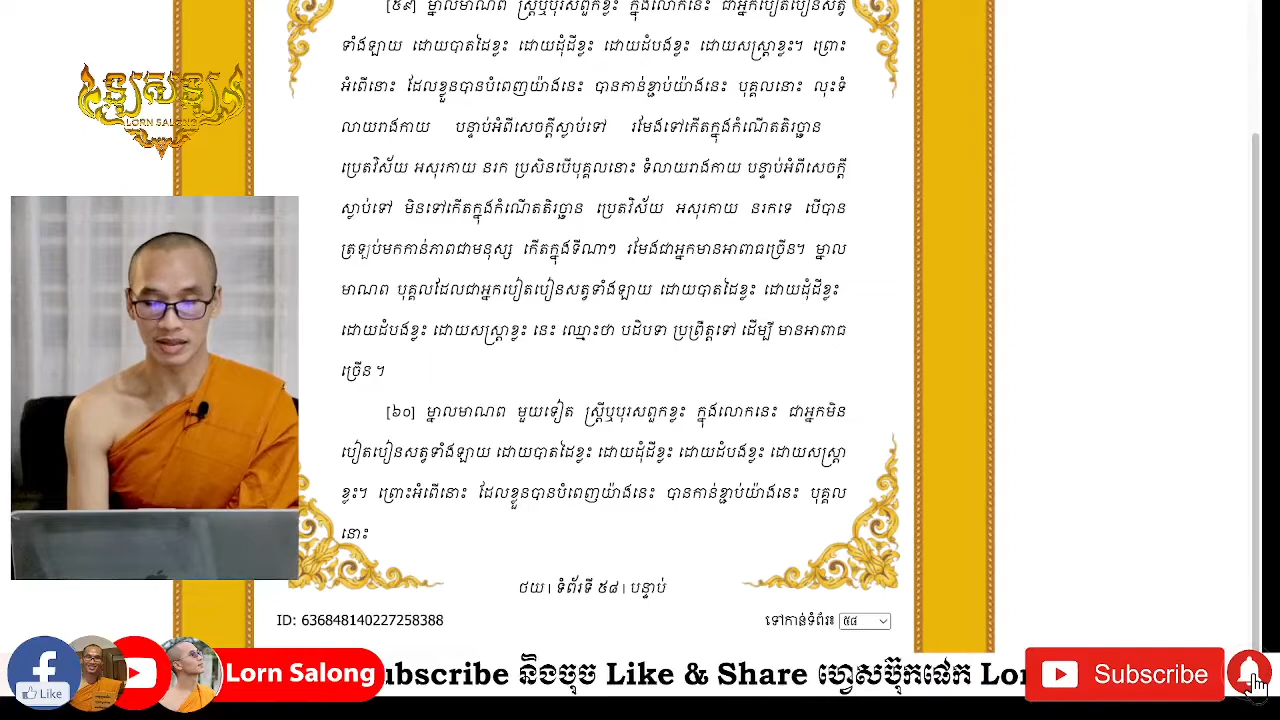 [៥៩] ម្នាលមាណព ស្ត្រីឬបុរសពួកខ្លះ ក្នុងលោកនេះ ជាអ្នកបៀតបៀនសត្វ
ទាំងឡាយ ដោយបាតដៃខ្លះ ដោយដុំដីខ្លះ ដោយដំបងខ្លះ ដោយសស្ត្រាខ្លះ។ ព្រោះ
អំពើនោះ ដែលខ្លួនបានបំពេញយ៉ាងនេះ បានកាន់ខ្ជាប់យ៉ាងនេះ បុគ្គលនោះ លុះទំ
លាយរាងកាយ បន្ទាប់អំពីសេចក្តីស្លាប់ទៅ រមែងទៅកើតក្នុងកំណើតតិរច្ឆាន
ប្រេតវិស័យ អសុរកាយ នរក ប្រសិនបើបុគ្គលនោះ ទំលាយរាងកាយ បន្ទាប់អំពីសេចក្តី
ស្លាប់ទៅ មិនទៅកើតក្នុងកំណើតតិរច្ឆាន ប្រេតវិស័យ អសុរកាយ នរកទេ បើបាន
ត្រឡប់មកកាន់ភាពជាមនុស្ស កើតក្នុងទីណាៗ រមែងជាអ្នកមានអាពាធច្រើន។ ម្នាល
មាណព បុគ្គលដែលជាអ្នកបៀតបៀនសត្វទាំងឡាយ ដោយបាតដៃខ្លះ ដោយដុំដីខ្លះ
ដោយដំបងខ្លះ ដោយសស្ត្រាខ្លះ នេះ ឈ្មោះថា បដិបទា ប្រព្រឹត្តទៅ ដើម្បី មានអាពាធ
ច្រើន ។
[៦០] ម្នាលមាណព មួយទៀត ស្ត្រីឬបុរសពួកខ្លះ ក្នុងលោកនេះ ជាអ្នកមិន
បៀតបៀនសត្វទាំងឡាយ ដោយបាតដៃខ្លះ ដោយដុំដីខ្លះ ដោយដំបងខ្លះ ដោយសស្ត្រា
ខ្លះ។ ព្រោះអំពើនោះ ដែលខ្លួនបានបំពេញយ៉ាងនេះ បានកាន់ខ្ជាប់យ៉ាងនេះ បុគ្គល
នោះ
ថយ | ទំព័រទី ៥៨ | បន្ទាប់
ID: 636848140227258388
ទៅកាន់ទំព័រ៖ ៥៨
LORN SALONG
Like
Lorn Salong
ubscribe និងចុច Like & Share ហ្វេសប៊ុកផេក Lor
Subscribe